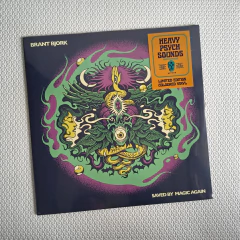 BRANT BJORK
HEAVY
PSYCH
SOUNDS
LIMITED EDITION
COLOURED VINYL
SAVED BY MAGIC AGAIN